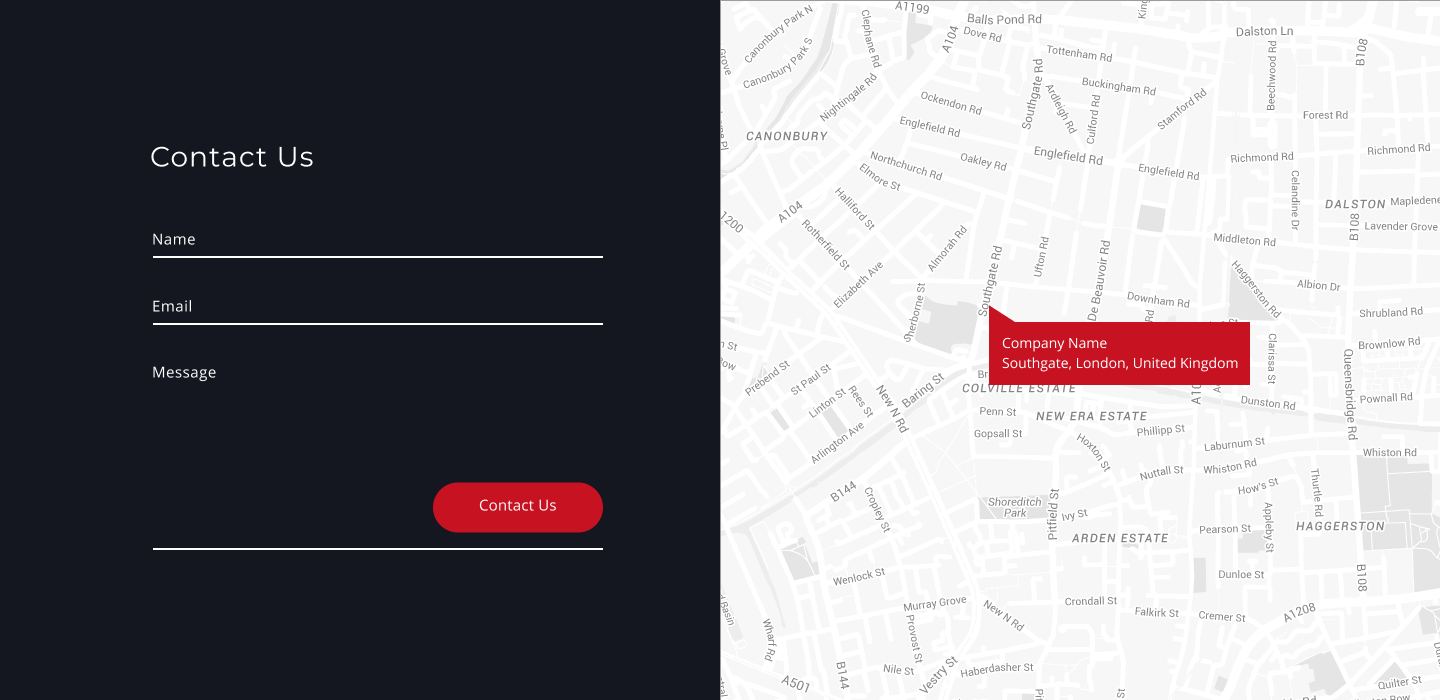 Contact Us
Name
Email
Message
Contact Us
A1199
Balls Pond Rd
Canonbury Park N
Clephane Rd
A104
Dove Rd
Tottenham Rd
Dalston Ln
B108
Canonbury Park S
Grove
Nightingale Rd
Southgate Rd
Buckingham Rd
Beechwood Rd
Ockendon Rd
Ardleigh Rd
Culford Rd
Stamford Rd
Forest Rd
CANONBURY
Englefield Rd
Northchurch Rd
Oakley Rd
Englefield Rd
Englefield Rd
Richmond Rd
Richmond Rd
Elmore St
Celandine Dr
DALSTON
Mapledene
A104
Halliford St
1200
B108
Lavender Grove
Rotherfield St
Almorah Rd
Middleton Rd
Ufton Rd
De Beauvoir Rd
Southgate Rd
Elizabeth Ave
Haggerston Rd
Albion Dr
Downham Rd
Sherborne St
Shrubland Rd
Company Name
Southgate, London, United Kingdom
Clarissa St
Brownlow Rd
Queensbridge Rd
Prebend St
St Paul St
Baring St
COLVILLE ESTATE
Linton St
Rees St
New N Rd
Penn St
NEW ERA ESTATE
Dunston Rd
Pownall Rd
Arlington Ave
Gopsall St
Phillipp St
Hoxton St
Laburnum St
Whiston Rd
Nuttall St
Whiston Rd
B144
Cropley St
How's St
Thurtle Rd
Shoreditch
Park
Pitfield St
Ivy St
Appleby St
Pearson St
HAGGERSTON
ARDEN ESTATE
Wenlock St
Dunloe St
B108
Murray Grove
New N Rd
Crondall St
Falkirk St
Cremer St
A1208
Wharf Rd
Provost St
Basin
B144
Nile St
Vestry St
Haberdasher St
A501
Quilter St